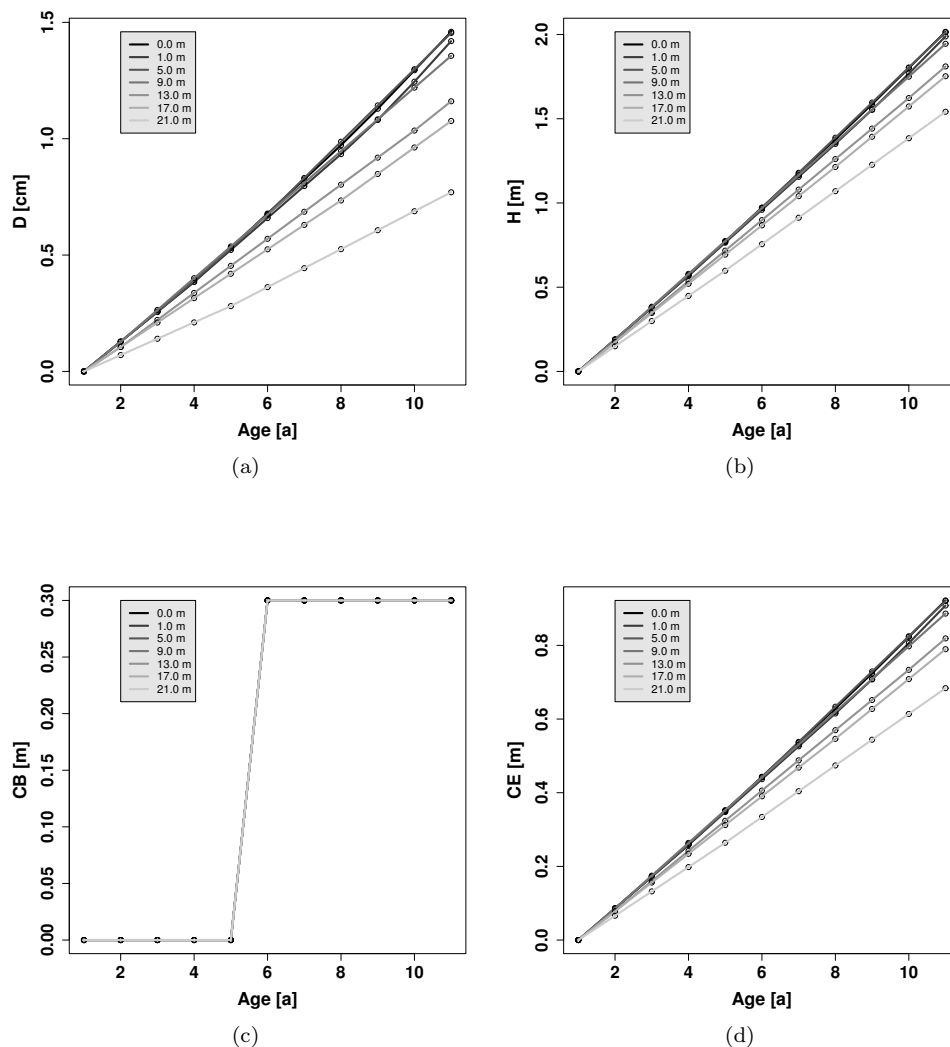 0.0 m
1.0 m
5.0 m
9.0 m
13.0 m
17.0 m
21.0 m
D [cm]
0.0 0.5 1.0 1.5
2 4 6 8 10
Age [a]
(a)
0.0 m
1.0 m
5.0 m
9.0 m
13.0 m
17.0 m
21.0 m
H [m]
0.0 0.5 1.0 1.5 2.0
2 4 6 8 10
Age [a]
(b)
0.0 m
1.0 m
5.0 m
9.0 m
13.0 m
17.0 m
21.0 m
CB [m]
0.00 0.05 0.10 0.15 0.20 0.25 0.30
2 4 6 8 10
Age [a]
(c)
0.0 m
1.0 m
5.0 m
9.0 m
13.0 m
17.0 m
21.0 m
CE [m]
0.0 0.2 0.4 0.6 0.8
2 4 6 8 10
Age [a]
(d)